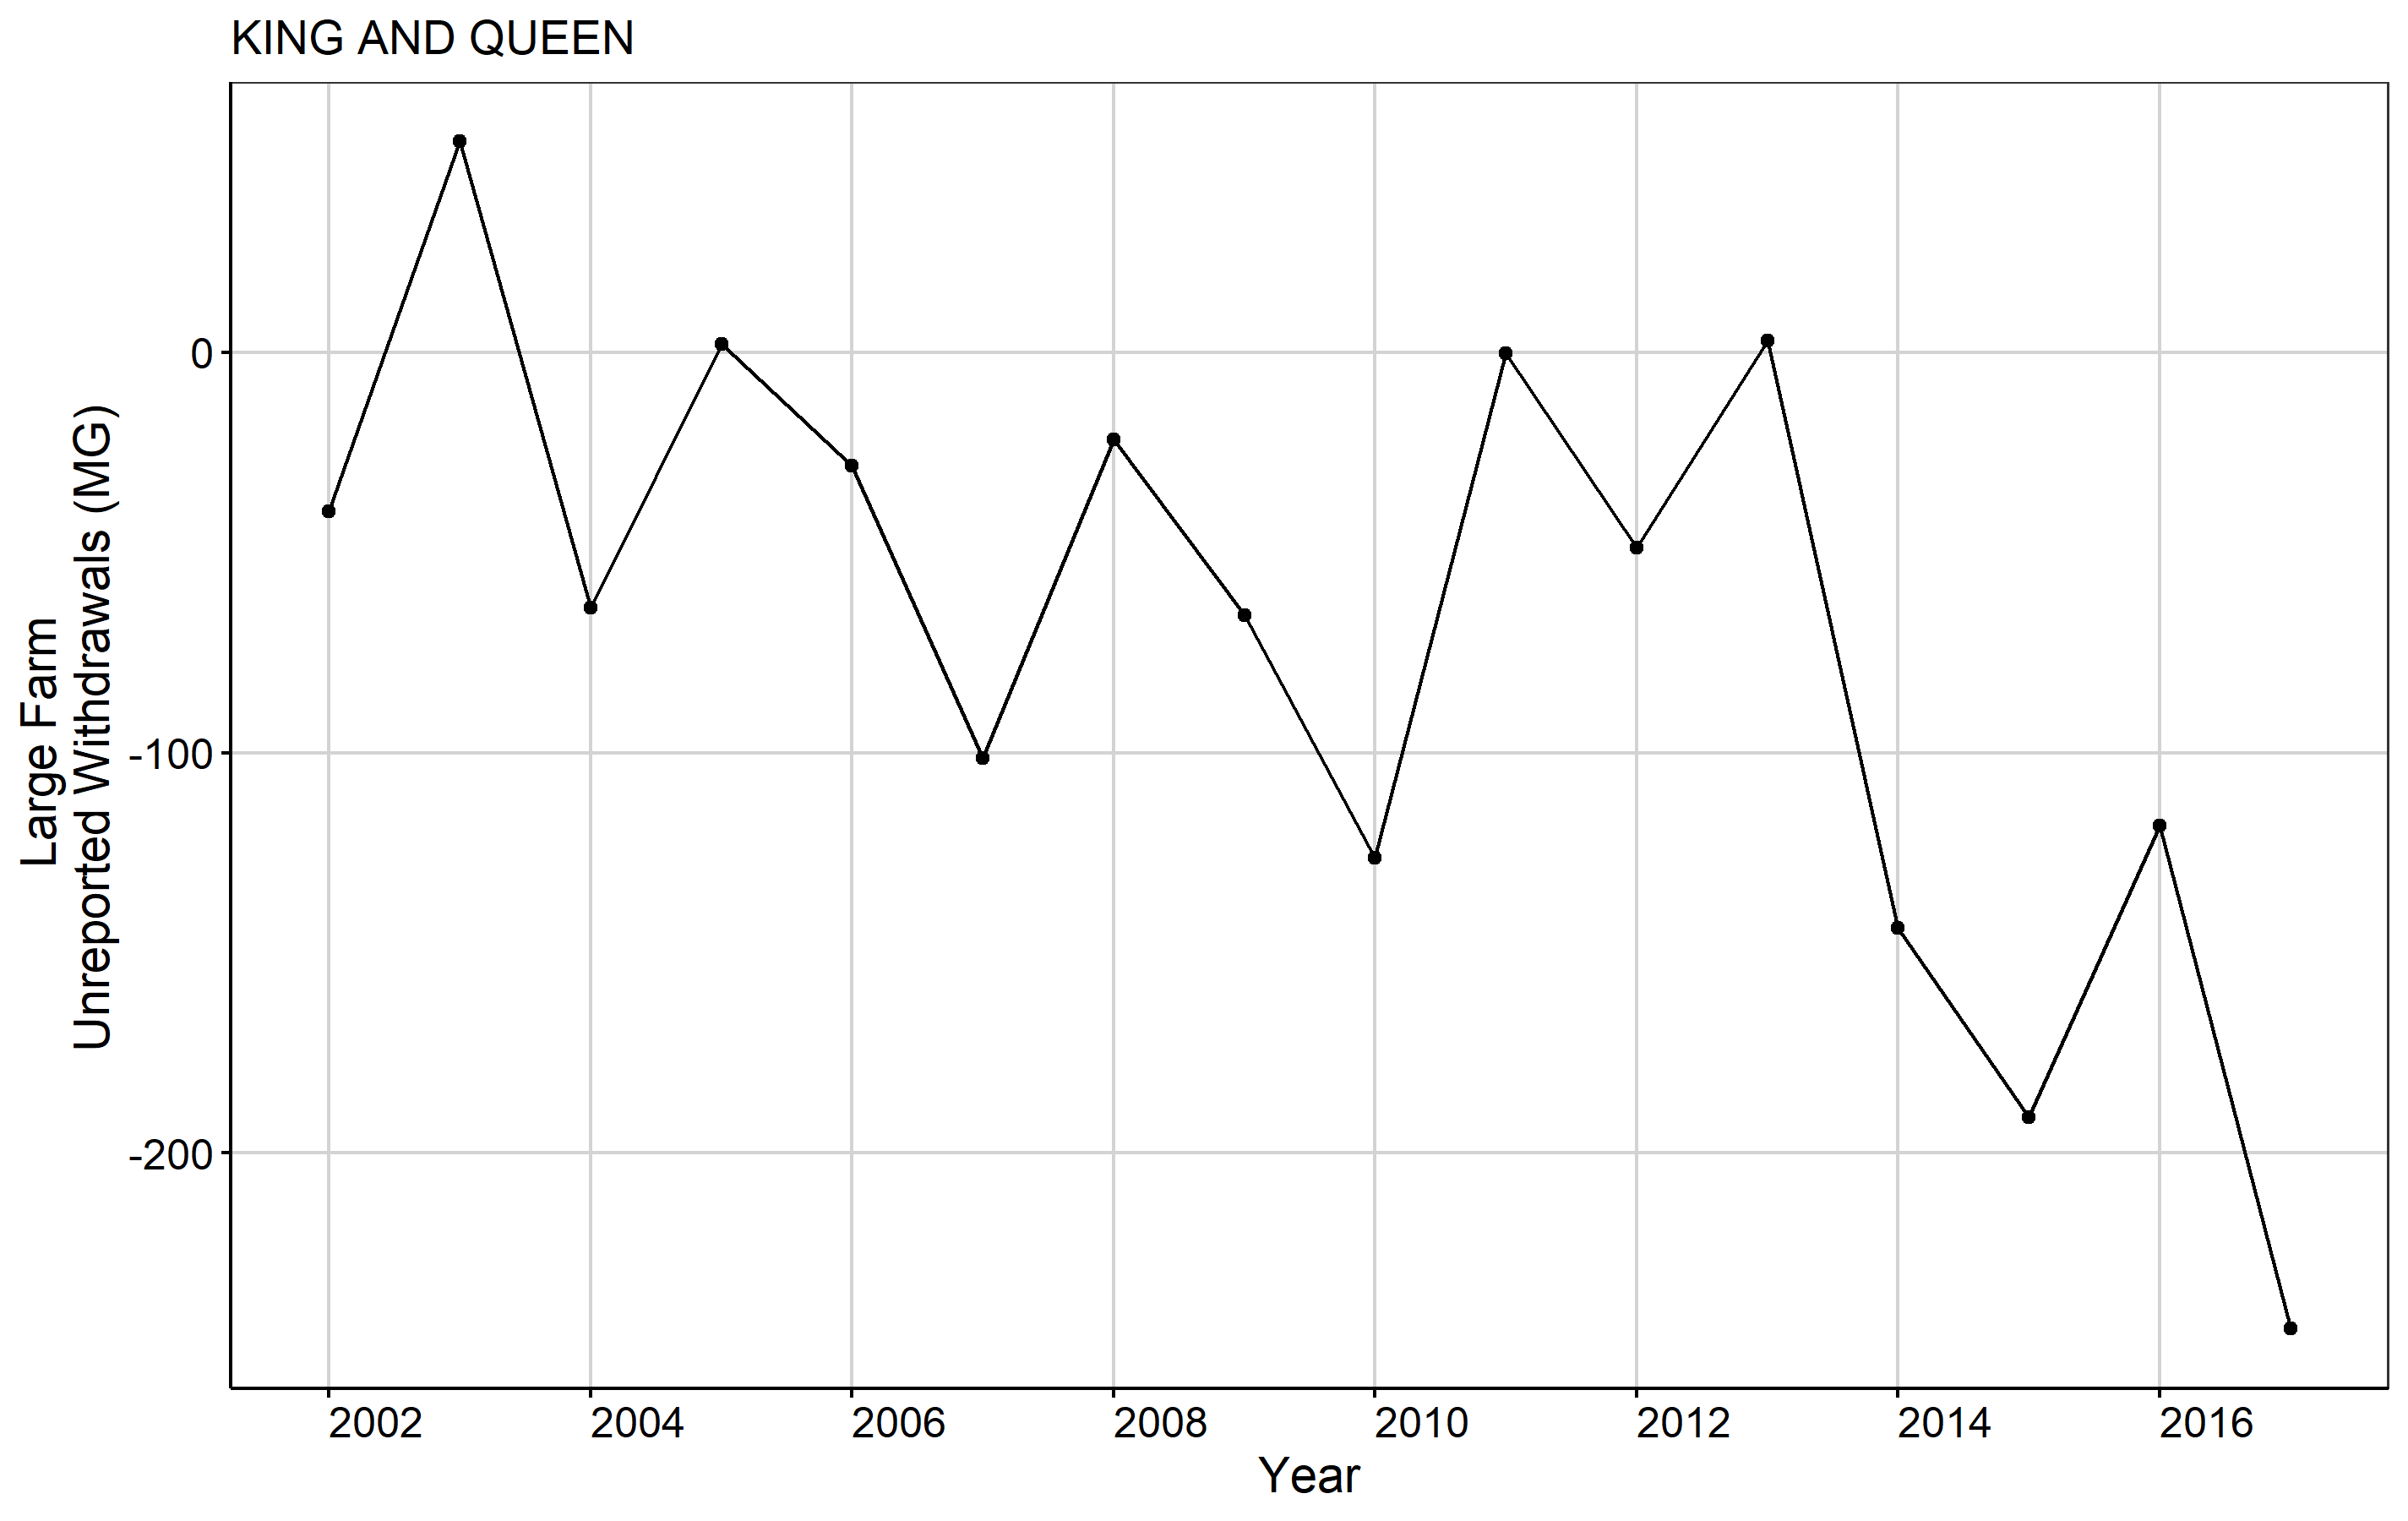 KING AND QUEEN
Large Farm
Unreported Withdrawals (MG)
0
-100
-200
2002 2004 2006 2008 2010 2012 2014 2016
Year